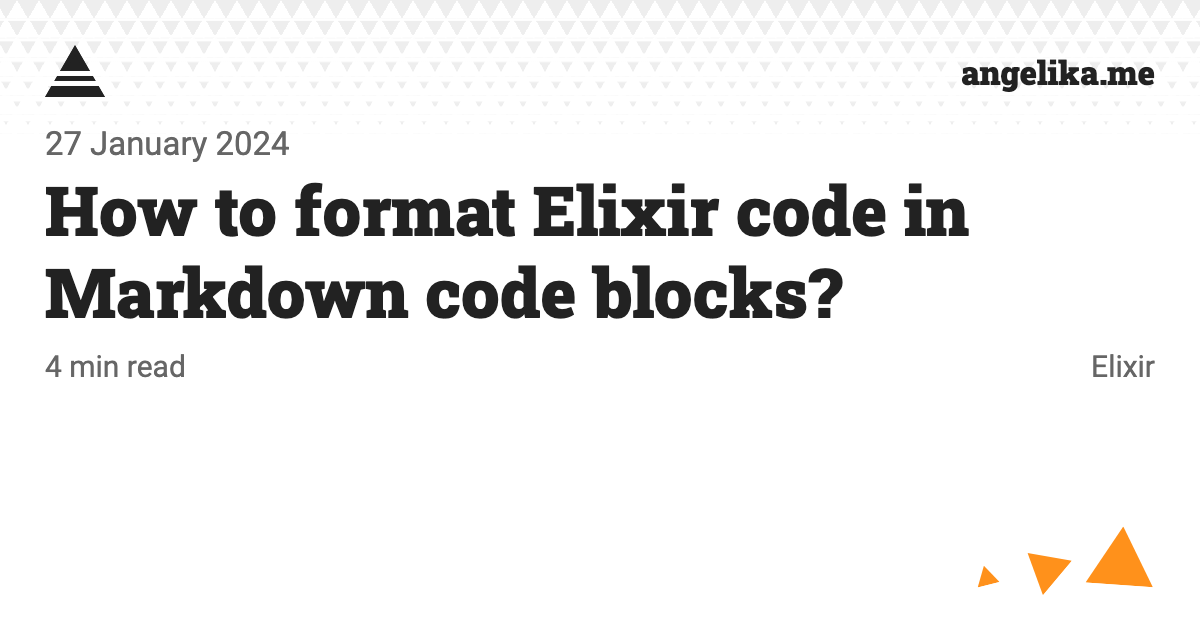 angelika.me
27 January 2024
How to format Elixir code in
Markdown code blocks?
4 min read
Elixir